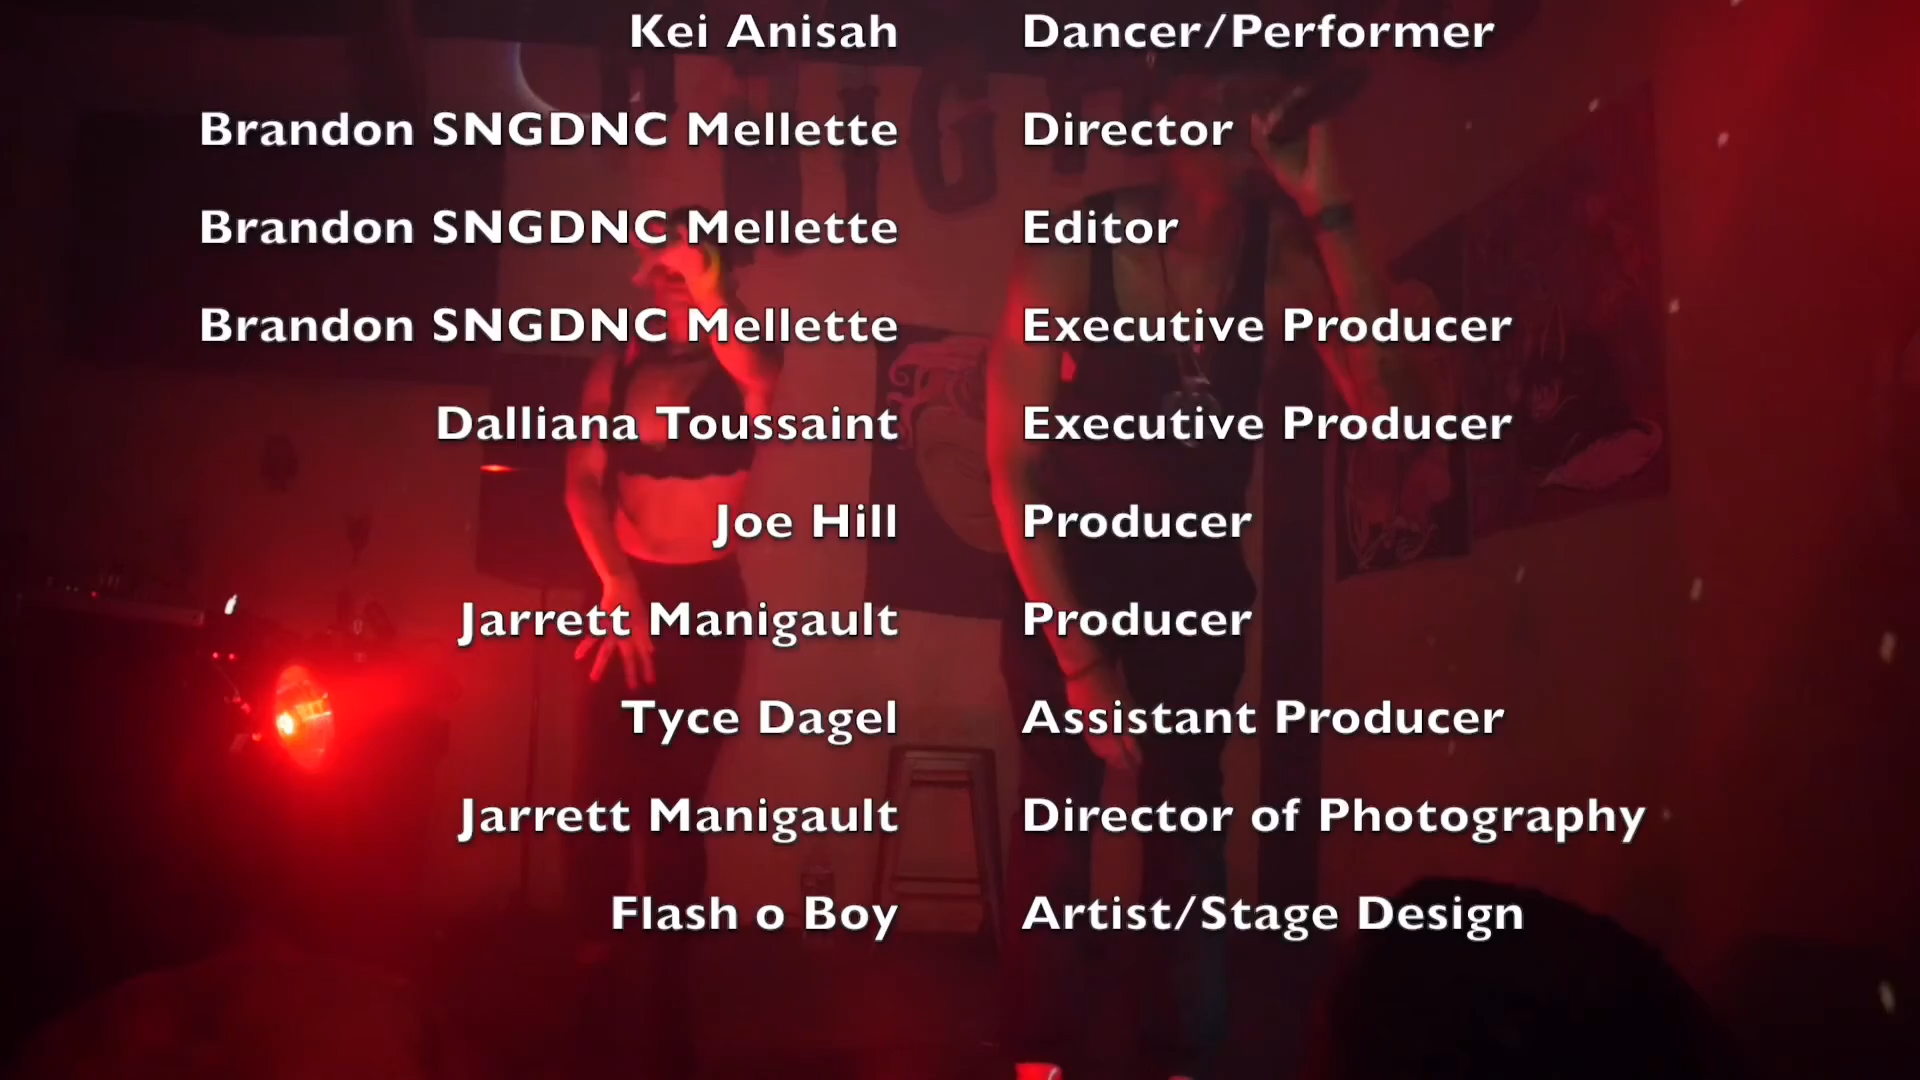 Kei Anisah Dancer/Performer
Brandon SNGDNC Mellette Director
Brandon SNGDNC Mellette Editor
Brandon SNGDNC Mellette Executive Producer
Dalliana Toussaint Executive Producer
Joe Hill Producer
Jarrett Manigault Producer
Tyce Dagel Assistant Producer
Jarrett Manigault Director of Photography
Flash o Boy Artist/Stage Design